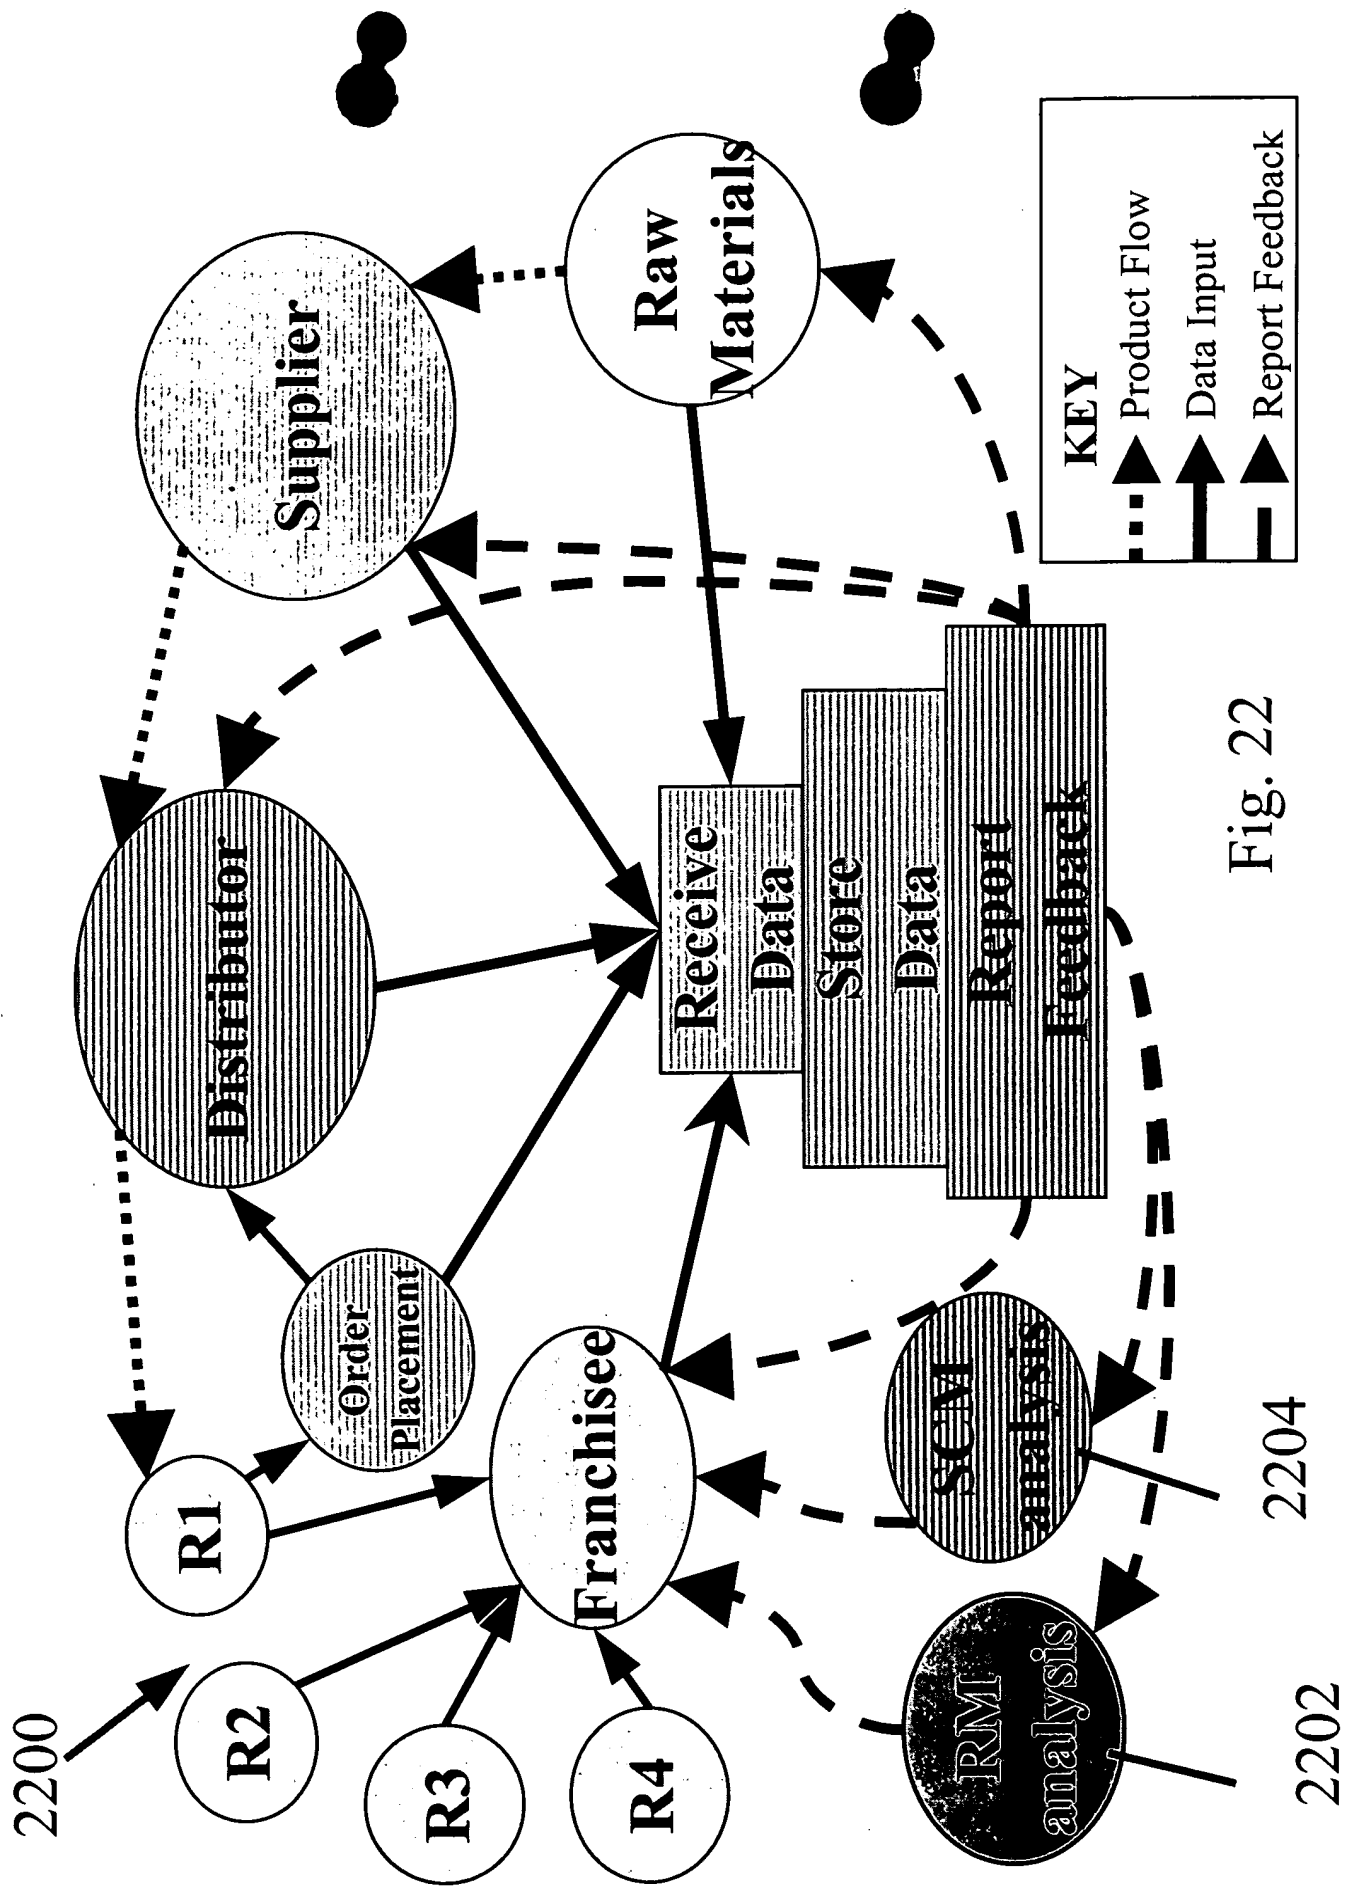 2200
R1
R2
R3
R4
Order
Placement
Distributor
Supplier
Raw
Materials
Franchisee
Receive
Data
Store
Data
Report
Feedback
SCM
analysis
RM
analysis
2202
2204
KEY
Product Flow
Data Input
Report Feedback
Fig. 22